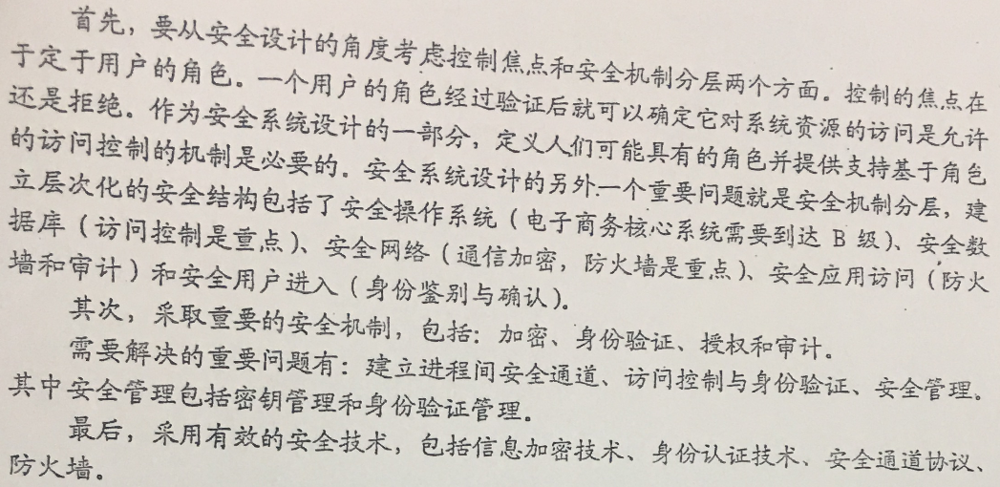 首先，要从安全设计的角度考虑控制焦点和安全机制分层两个方面。控制的焦点在
于定于用户的角色。一个用户的角色经过验证后就可以确定它对系统资源的访问是允许
还是拒绝。作为安全系统设计的一部分，定义人们可能具有的角色并提供支持基于角色
的访问控制的机制是必要的。安全系统设计的另外一个重要问题就是安全机制分层，建
立层次化的安全结构包括了安全操作系统（电子商务核心系统需要到达 B 级）、安全数
据库（访问控制是重点）、安全网络（通信加密，防火墙是重点）、安全应用访问（防火
墙和审计）和安全用户进入（身份鉴别与确认）。
其次，采取重要的安全机制，包括：加密、身份验证、授权和审计。
需要解决的重要问题有：建立进程间安全通道、访问控制与身份验证、安全管理。
其中安全管理包括密钥管理和身份验证管理。
最后，采用有效的安全技术，包括信息加密技术、身份认证技术、安全通道协议、
防火墙。